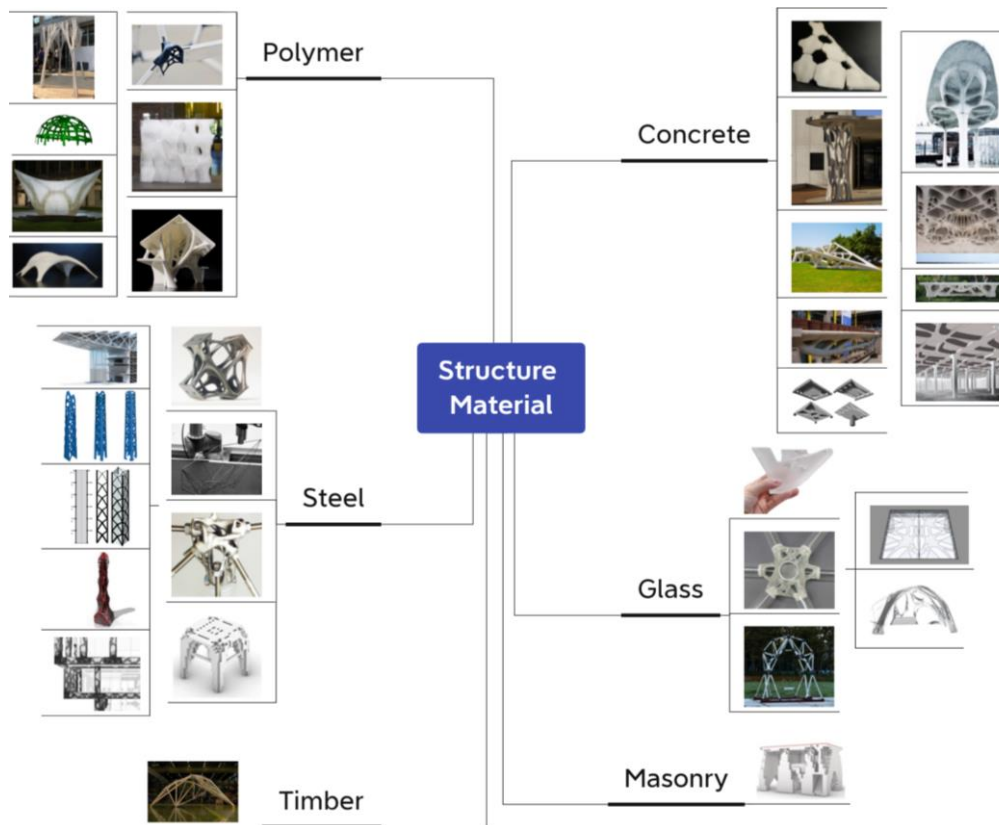 Polymer
Concrete
Structure
Material
Steel
Glass
Masonry
Timber